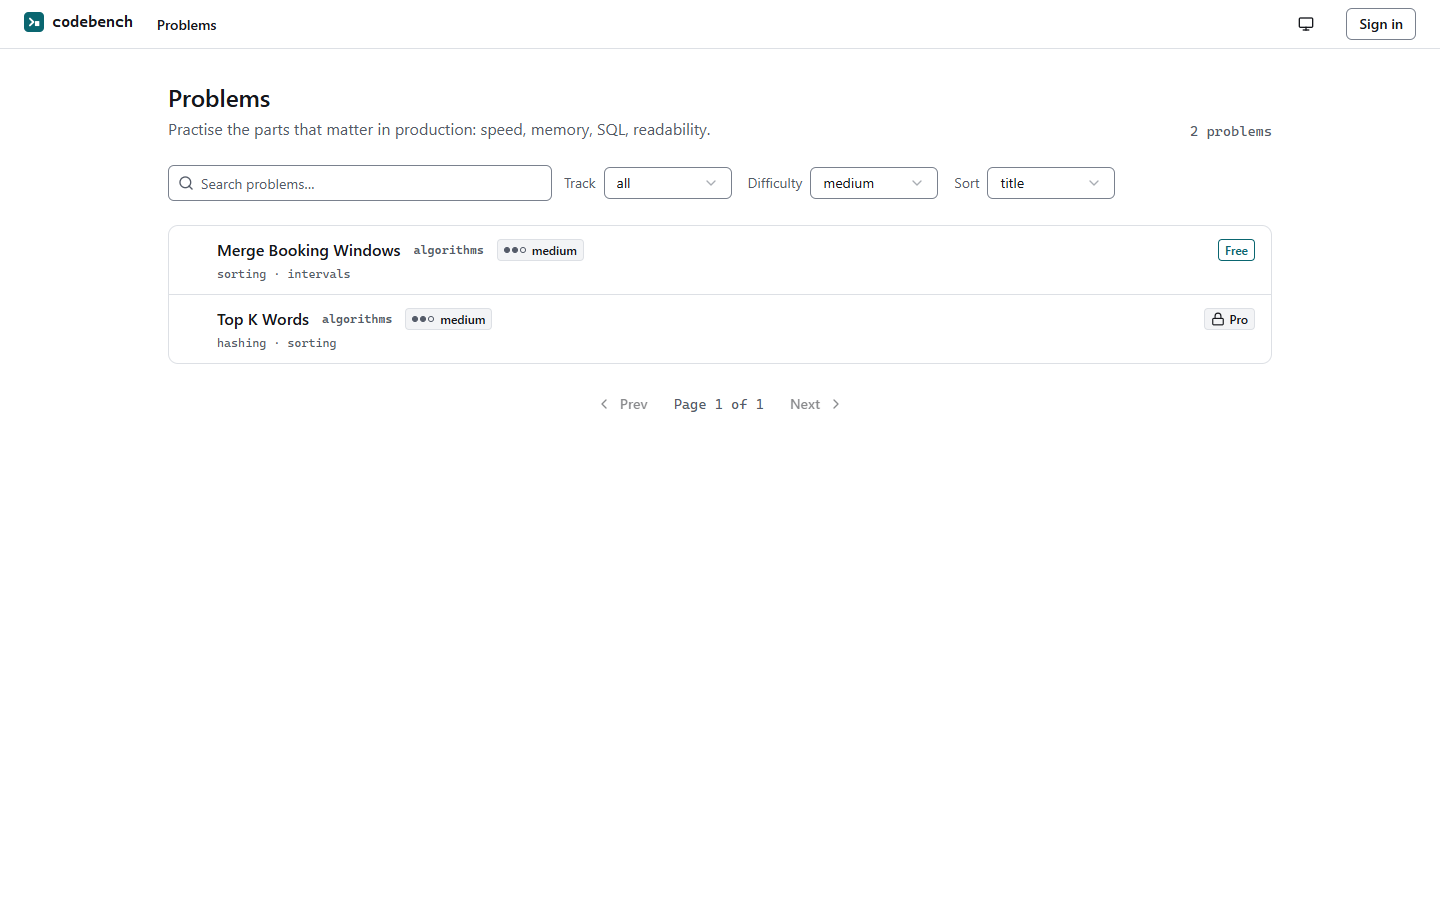 codebench Problems Sign in
Problems
Practise the parts that matter in production: speed, memory, SQL, readability. 2 problems
Search problems... Track all Difficulty medium Sort title
Merge Booking Windows algorithms medium Free
sorting · intervals
Top K Words algorithms medium Pro
hashing · sorting
Prev Page 1 of 1 Next